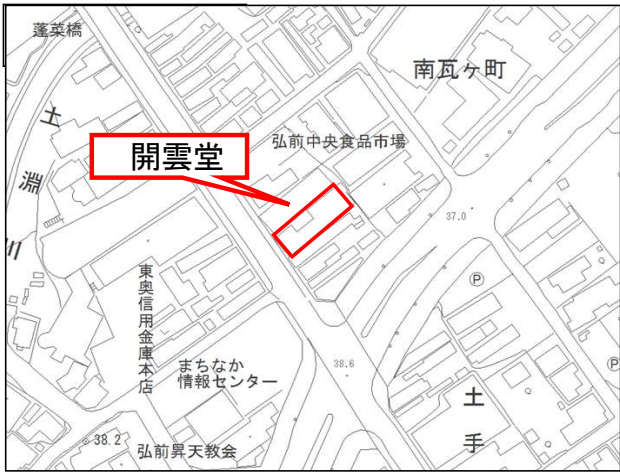 蓬菜橋
南瓦ヶ町
土淵川
弘前中央食品市場
開雲堂
37.0
東奥信用金庫本店
P
まちなか
情報センター
38.6
P
土手
38.2
弘前昇天教会